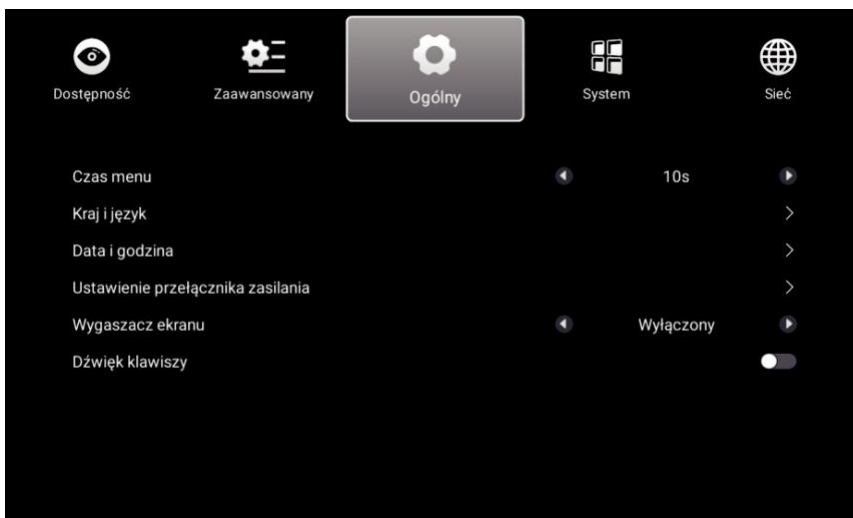 Dostępność
Zaawansowany
Ogólny
System
Sieć
Czas menu 10s
Kraj i język
Data i godzina
Ustawienie przełącznika zasilania
Wygaszacz ekranu Wyłączony
Dźwięk klawiszy